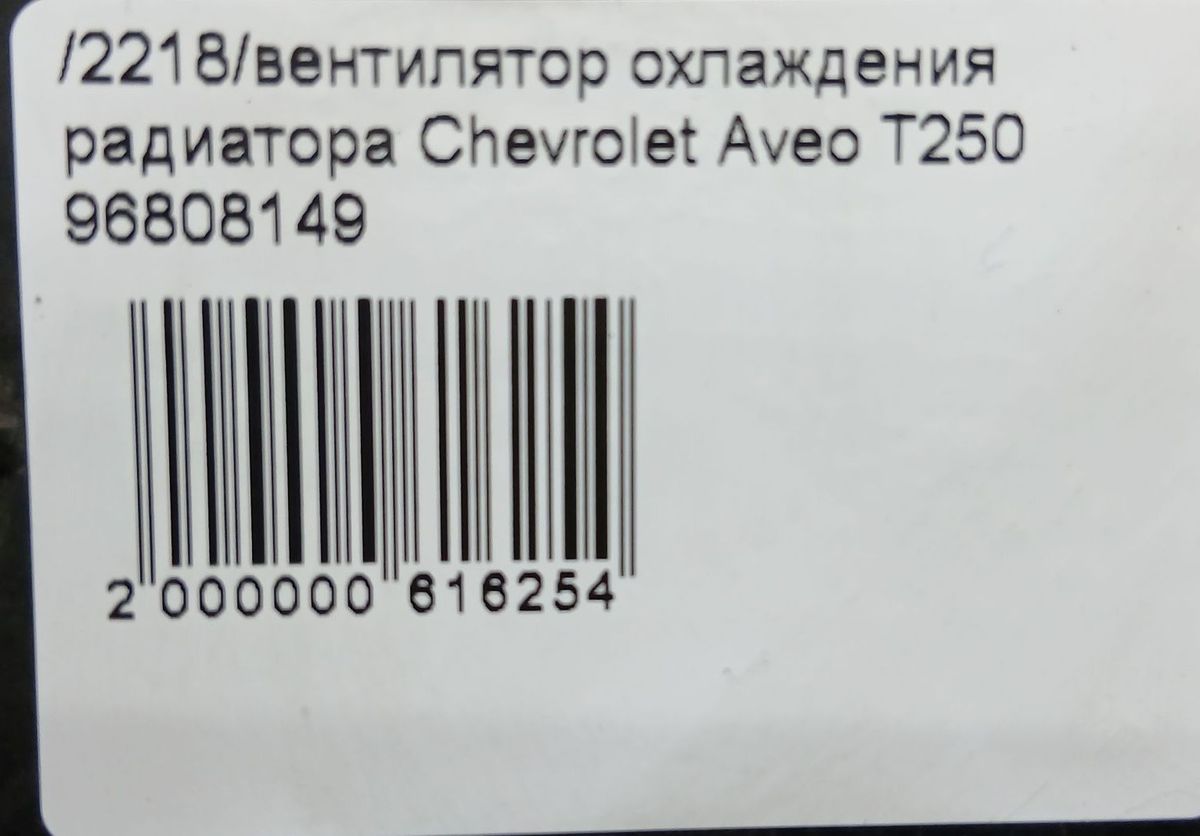 /2218/вентилятор охлаждения
радиатора Chevrolet Aveo T250
96808149
2 000000 616254